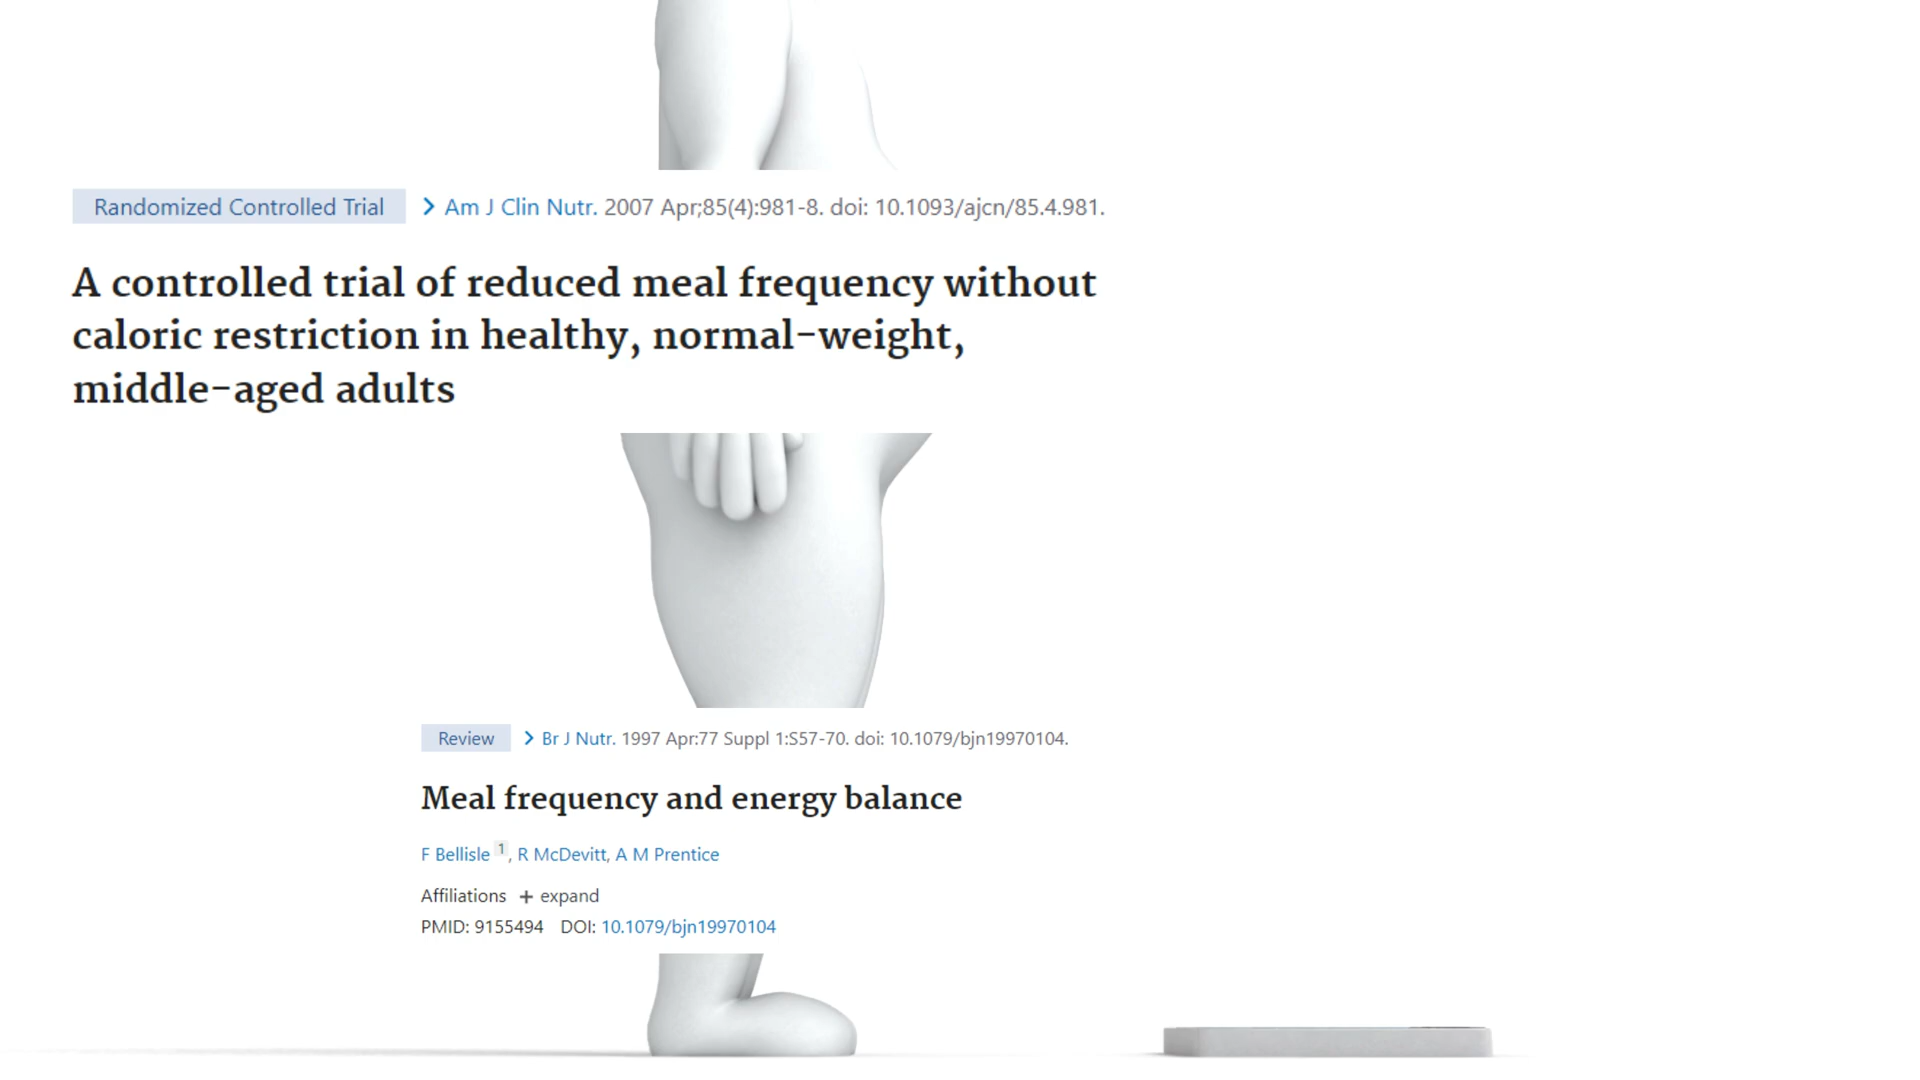 Randomized Controlled Trial > Am J Clin Nutr. 2007 Apr;85(4):981-8. doi: 10.1093/ajcn/85.4.981.
A controlled trial of reduced meal frequency without
caloric restriction in healthy, normal-weight,
middle-aged adults
Review > Br J Nutr. 1997 Apr:77 Suppl 1:S57-70. doi: 10.1079/bjn19970104.
Meal frequency and energy balance
F Bellisle 1, R McDevitt, A M Prentice
Affiliations + expand
PMID: 9155494 DOI: 10.1079/bjn19970104